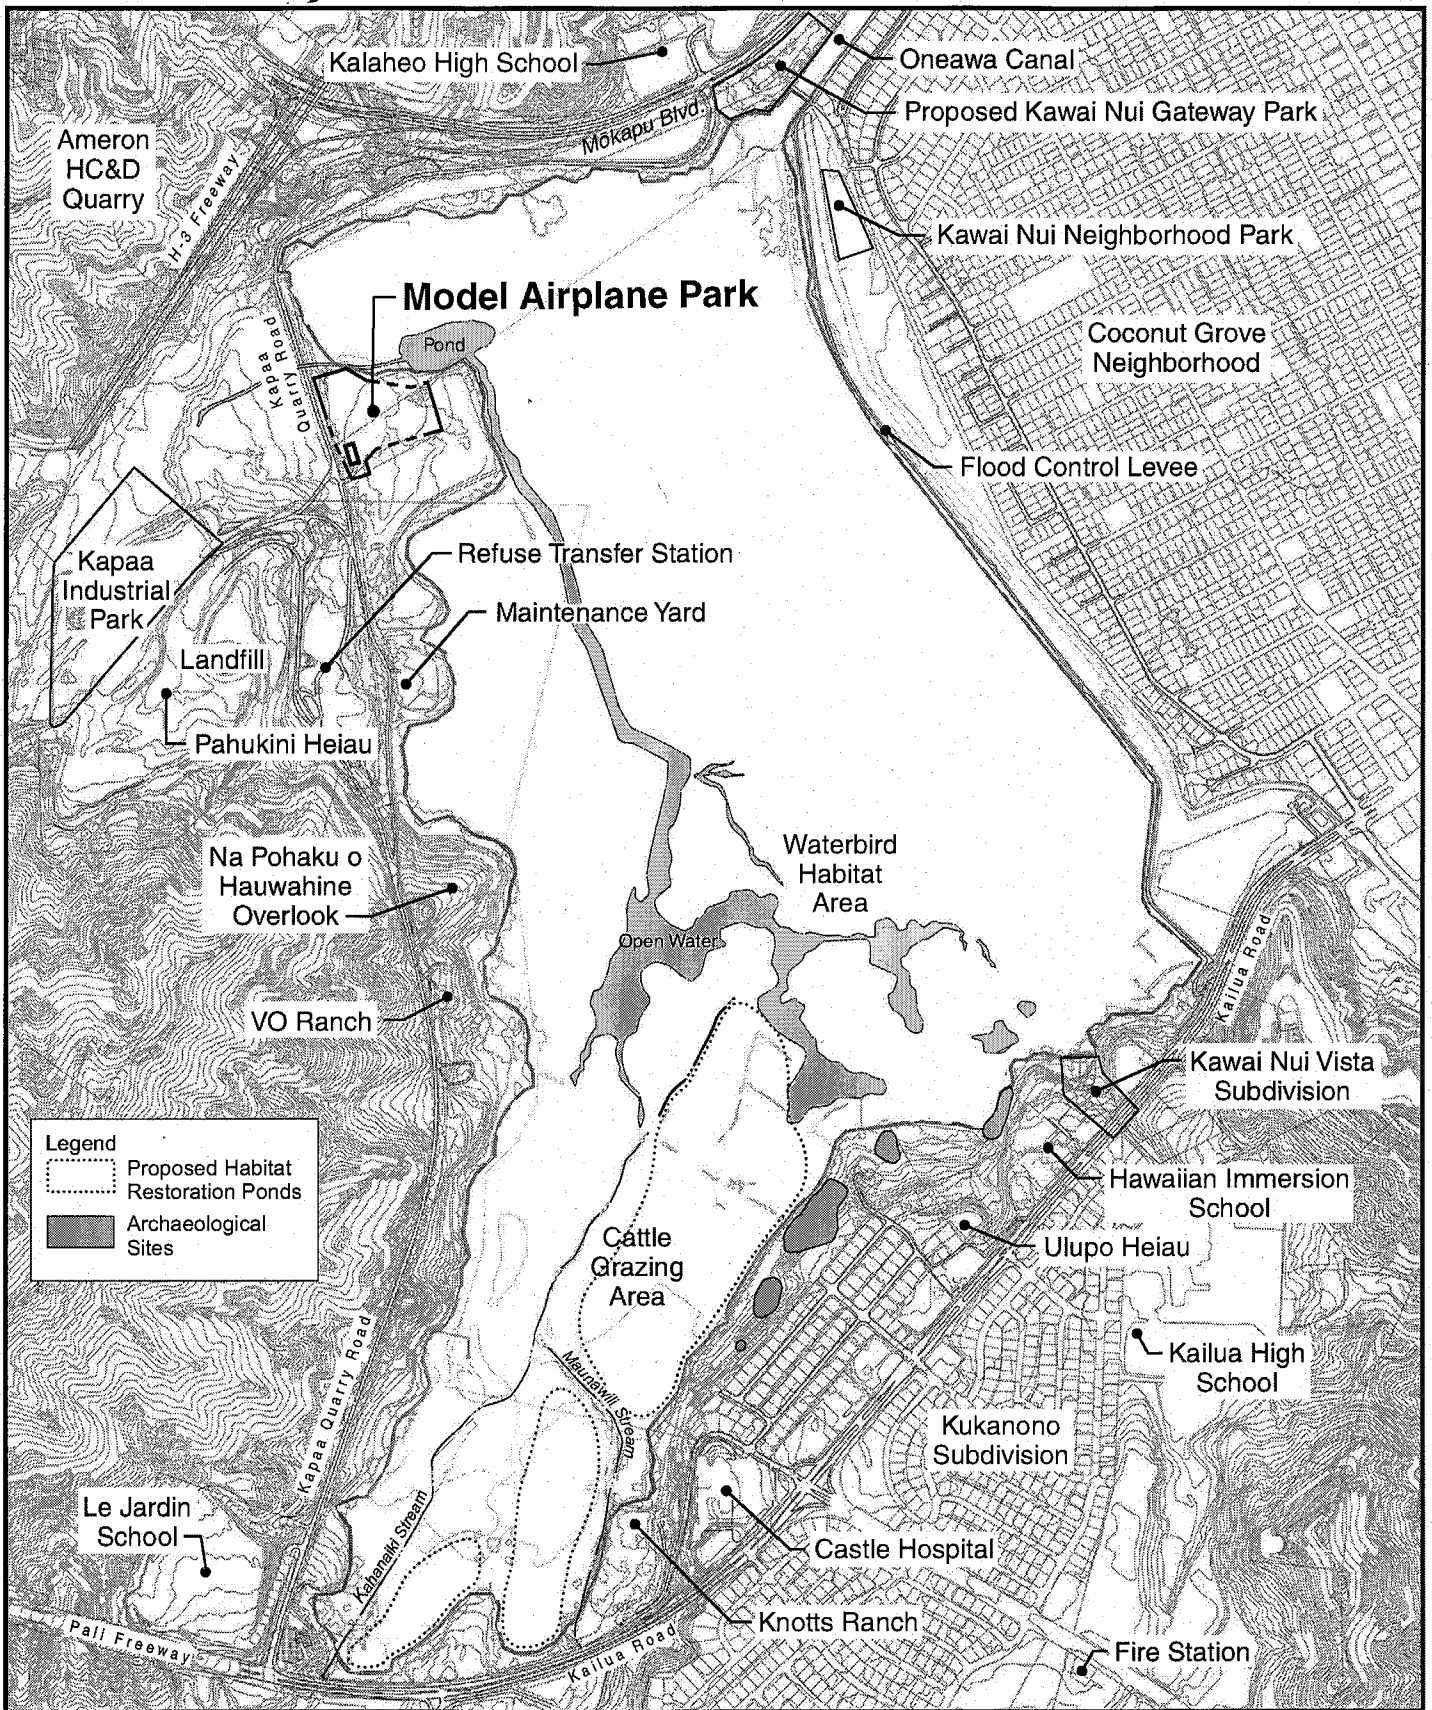 Kalaheo High School
Oneawa Canal
Proposed Kawai Nui Gateway Park
Mōkapu Blvd.
Ameron
HC&D
Quarry
H-3 Freeway
Kawai Nui Neighborhood Park
Model Airplane Park
Pond
Kapaa
Quarry Road
Coconut Grove
Neighborhood
Flood Control Levee
Refuse Transfer Station
Kapaa
Industrial
Park
Maintenance Yard
Landfill
Pahukini Heiau
Na Pohaku o
Hauwahine
Overlook
Waterbird
Habitat
Area
Open Water
Kailua Road
VO Ranch
Kawai Nui Vista
Subdivision
Legend
Proposed Habitat
Restoration Ponds
Archaeological
Sites
Hawaiian Immersion
School
Ulupo Heiau
Cattle
Grazing
Area
Kapaa Quarry Road
Maunawili Stream
Kailua High
School
Kukanono
Subdivision
Le Jardin
School
Kahanaiki Stream
Castle Hospital
Knotts Ranch
Pali Freeway
Kailua Road
Fire Station